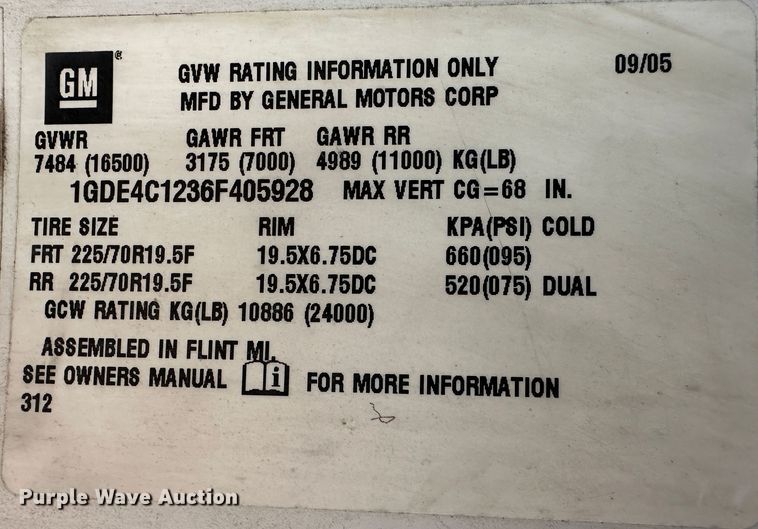 GM®
GVW RATING INFORMATION ONLY 09/05
MFD BY GENERAL MOTORS CORP
GVWR GAWR FRT GAWR RR
7484 (16500) 3175 (7000) 4989 (11000) KG(LB)
1GDE4C1236F405928 MAX VERT CG=68 IN.
TIRE SIZE RIM KPA(PSI) COLD
FRT 225/70R19.5F 19.5X6.75DC 660(095)
RR 225/70R19.5F 19.5X6.75DC 520(075) DUAL
GCW RATING KG(LB) 10886 (24000)
ASSEMBLED IN FLINT MI.
SEE OWNERS MANUAL i FOR MORE INFORMATION
312
Purple Wave Auction